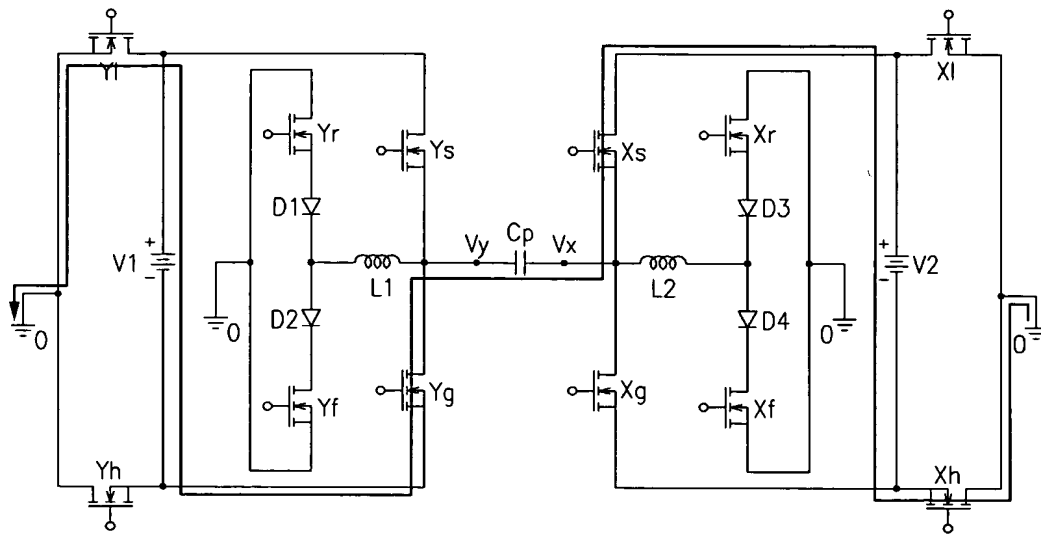 Yl
Xl
Yr
Ys
Xs
Xr
D1
D3
V1
+
-
Vy
Cp
Vx
+
-
V2
L1
L2
0
0
D2
D4
0
0
Yf
Yg
Xg
Xf
Yh
Xh